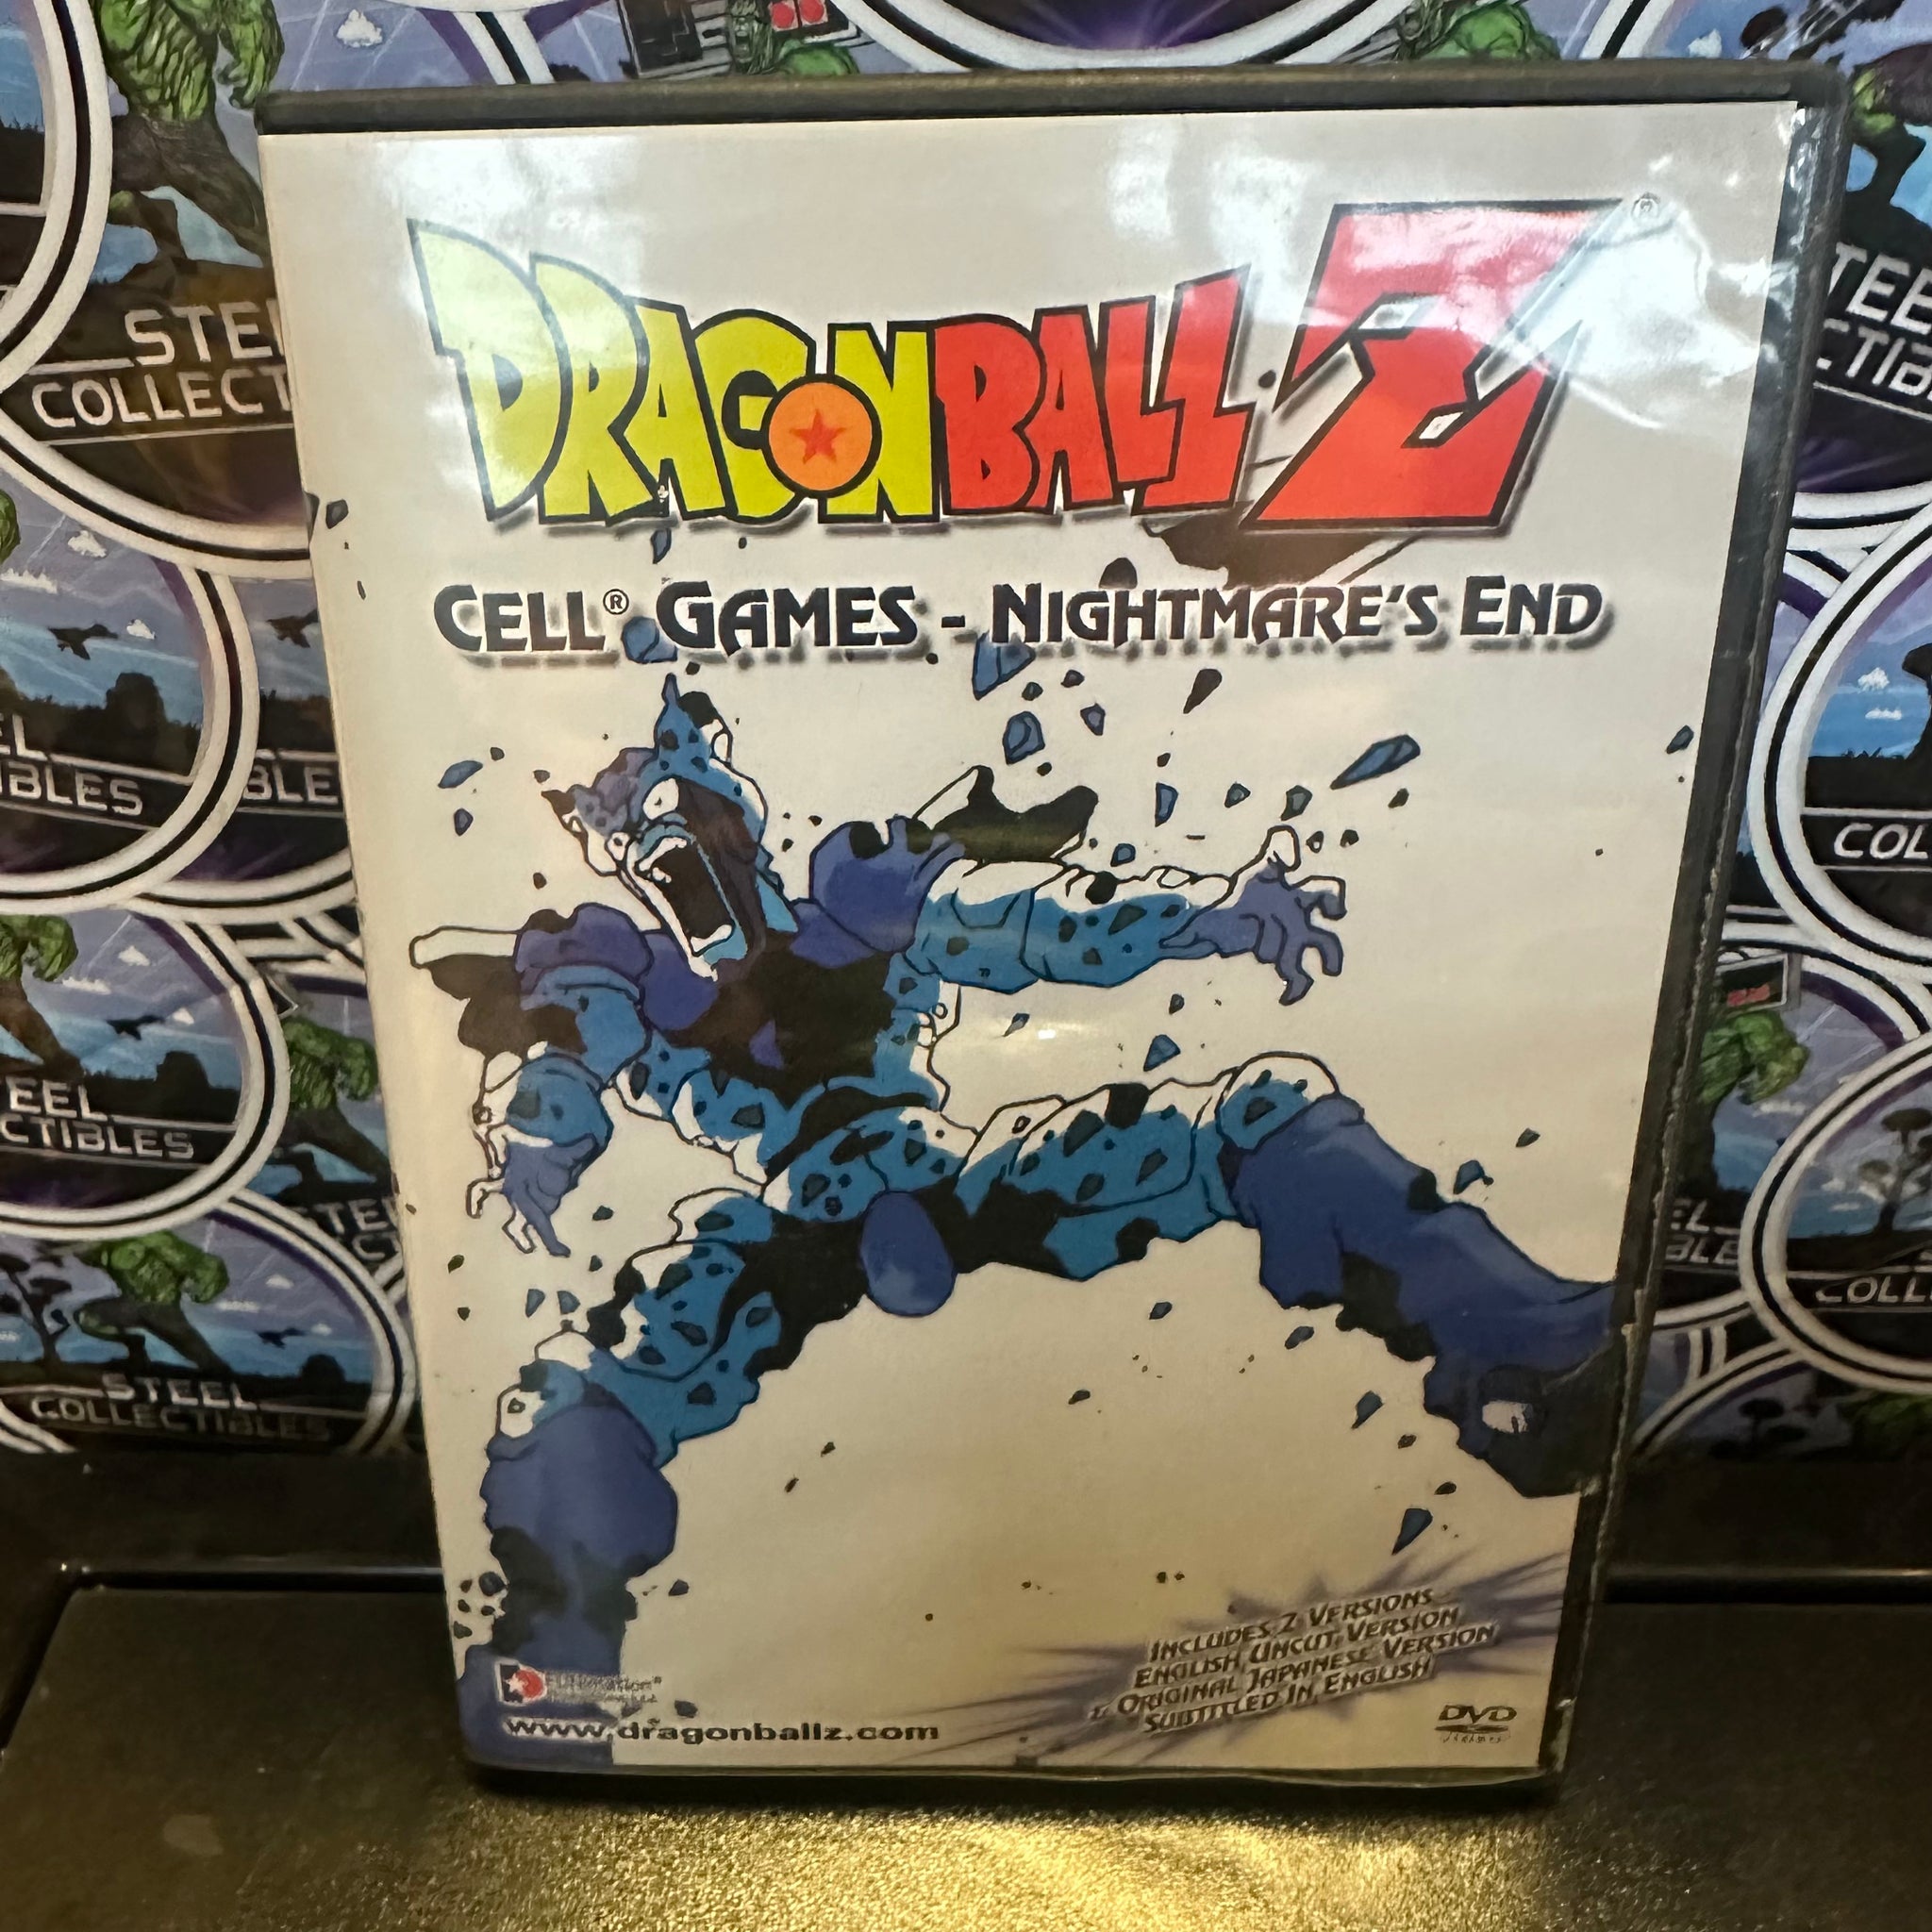 DRAGON BALL Z®
CELL® GAMES - NIGHTMARE'S END
INCLUDES 2 VERSIONS
ENGLISH UNCUT VERSION
& ORIGINAL JAPANESE VERSION
SUBTITLED IN ENGLISH
www.dragonballz.com
DVD
VIDEO
STEEL
COLLECTIBLES